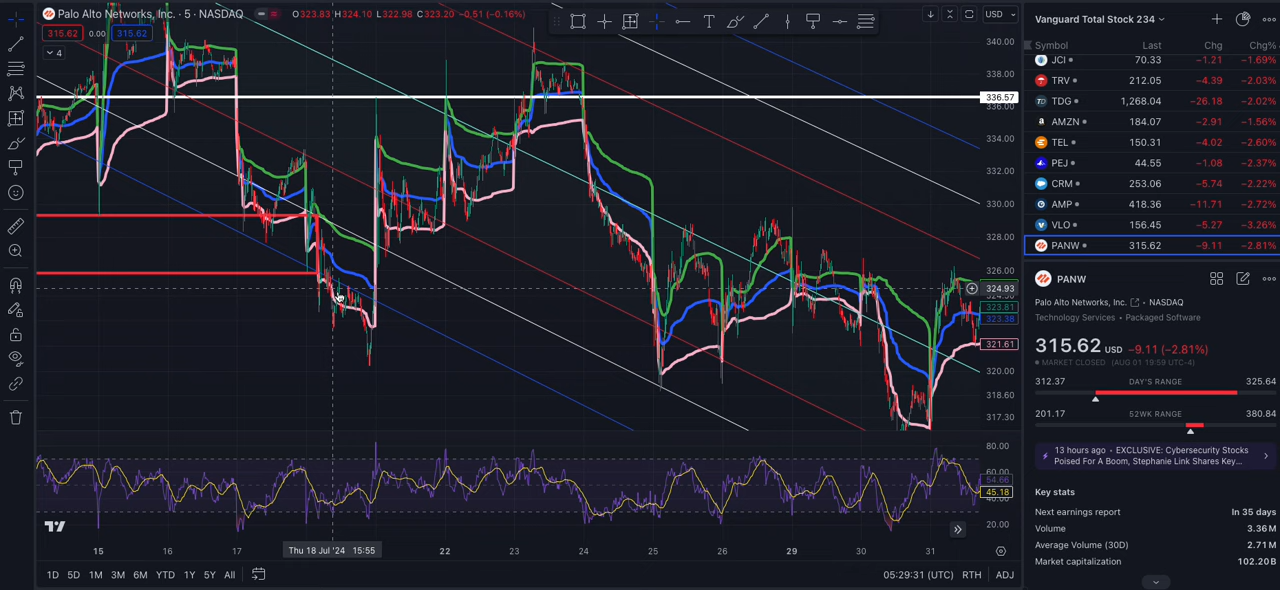 Palo Alto Networks, Inc. · 5 · NASDAQ O323.83 H324.10 L322.98 C323.20 −0.51 (−0.16%)
315.62 0.00 315.62
4
USD
340.00
338.00
336.57
336.00
334.00
332.00
330.00
328.00
326.00
324.93
323.81
323.38
321.61
320.00
318.60
317.30
80.00
60.00
54.66
45.18
40.00
20.00
15 16 17 Thu 18 Jul '24 15:55 22 23 24 25 26 29 30 31
1D 5D 1M 3M 6M YTD 1Y 5Y All 05:29:31 (UTC) RTH ADJ
Vanguard Total Stock 234
Symbol Last Chg Chg%
JCI 70.33 −1.21 −1.69%
TRV 212.05 −4.39 −2.03%
TDG 1,268.04 −26.18 −2.02%
AMZN 184.07 −2.91 −1.56%
TEL 150.31 −4.02 −2.60%
PEJ 44.55 −1.08 −2.37%
CRM 253.06 −5.74 −2.22%
AMP 418.36 −11.71 −2.72%
VLO 156.45 −5.27 −3.26%
PANW 315.62 −9.11 −2.81%
PANW
Palo Alto Networks, Inc. · NASDAQ
Technology Services • Packaged Software
315.62 USD −9.11 (−2.81%)
MARKET CLOSED (AUG 01 19:59 UTC-4)
312.37 DAY'S RANGE 325.64
201.17 52WK RANGE 380.84
13 hours ago • EXCLUSIVE: Cybersecurity Stocks
Poised For A Boom, Stephanie Link Shares Key...
Key stats
Next earnings report In 35 days
Volume 3.36 M
Average Volume (30D) 2.71 M
Market capitalization 102.20 B